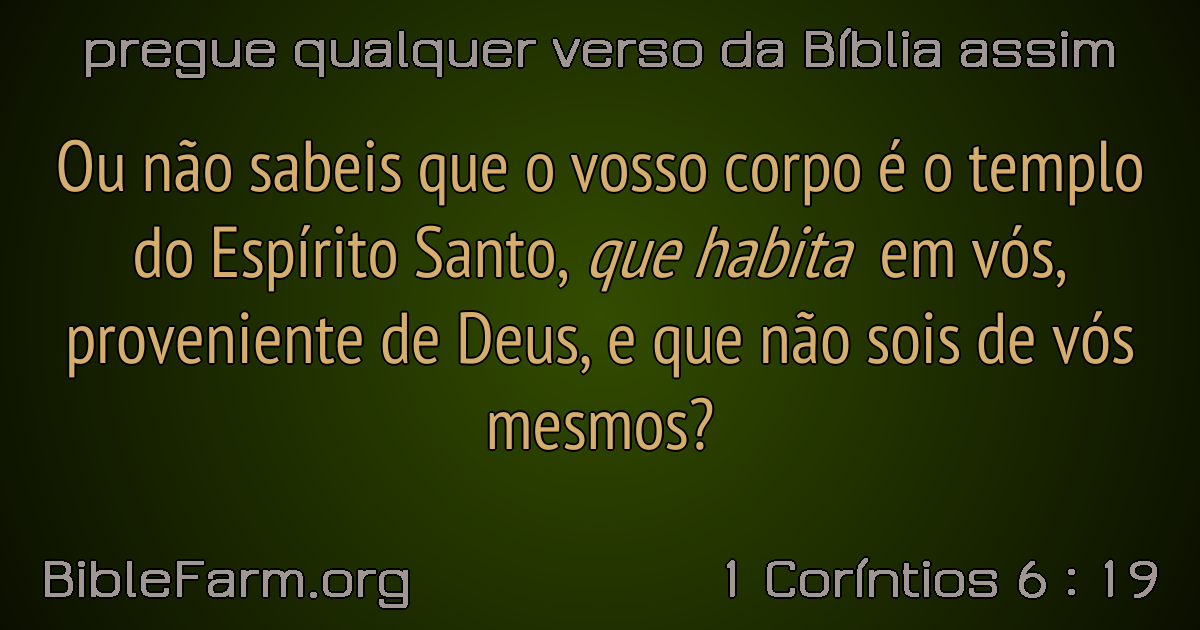 pregue qualquer verso da Bíblia assim
Ou não sabeis que o vosso corpo é o templo
do Espírito Santo, que habita em vós,
proveniente de Deus, e que não sois de vós
mesmos?
BibleFarm.org
1 Coríntios 6 : 19